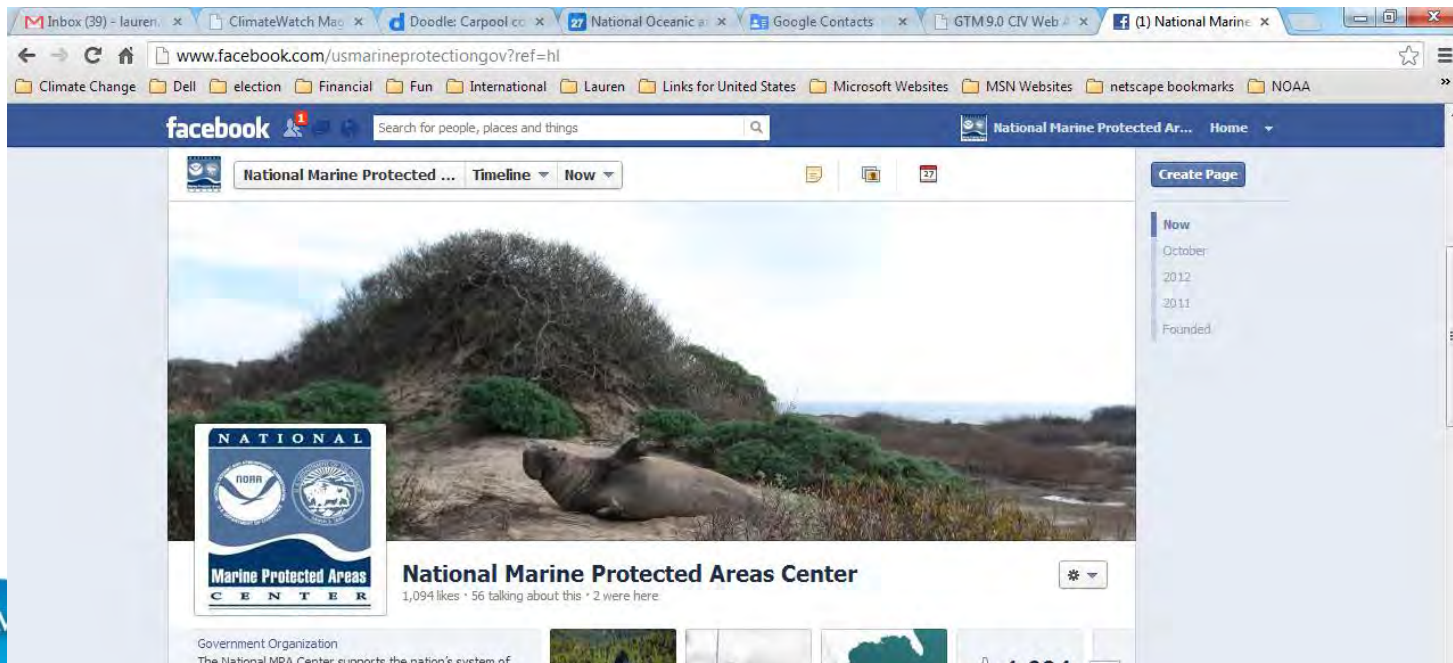 Inbox (39) - lauren. ClimateWatch Mag Doodle: Carpool co National Oceanic a Google Contacts GTM 9.0 CIV Web (1) National Marine
www.facebook.com/usmarineprotectiongov?ref=hl
Climate Change Dell election Financial Fun International Lauren Links for United States Microsoft Websites MSN Websites netscape bookmarks NOAA
facebook 1 Search for people, places and things National Marine Protected Ar... Home
National Marine Protected ... Timeline Now 27 Create Page
Now
October
2012
2011
Founded
NATIONAL
NOAA
Marine Protected Areas
CENTER
National Marine Protected Areas Center
1,094 likes · 56 talking about this · 2 were here
Government Organization
The National MPA Center supports the nation's system of